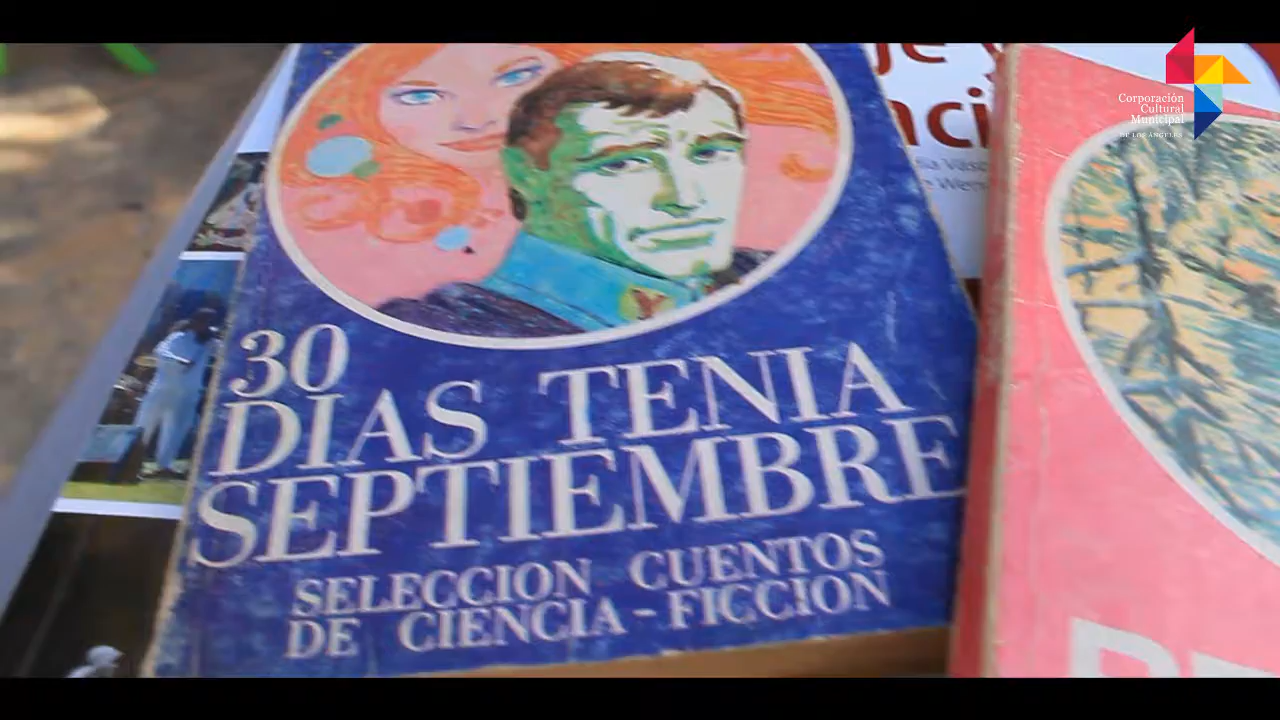 Corporación
Cultural
Municipal
DE LOS ÁNGELES
30
DIAS TENIA
SEPTIEMBRE
SELECCION CUENTOS
DE CIENCIA-FICCION